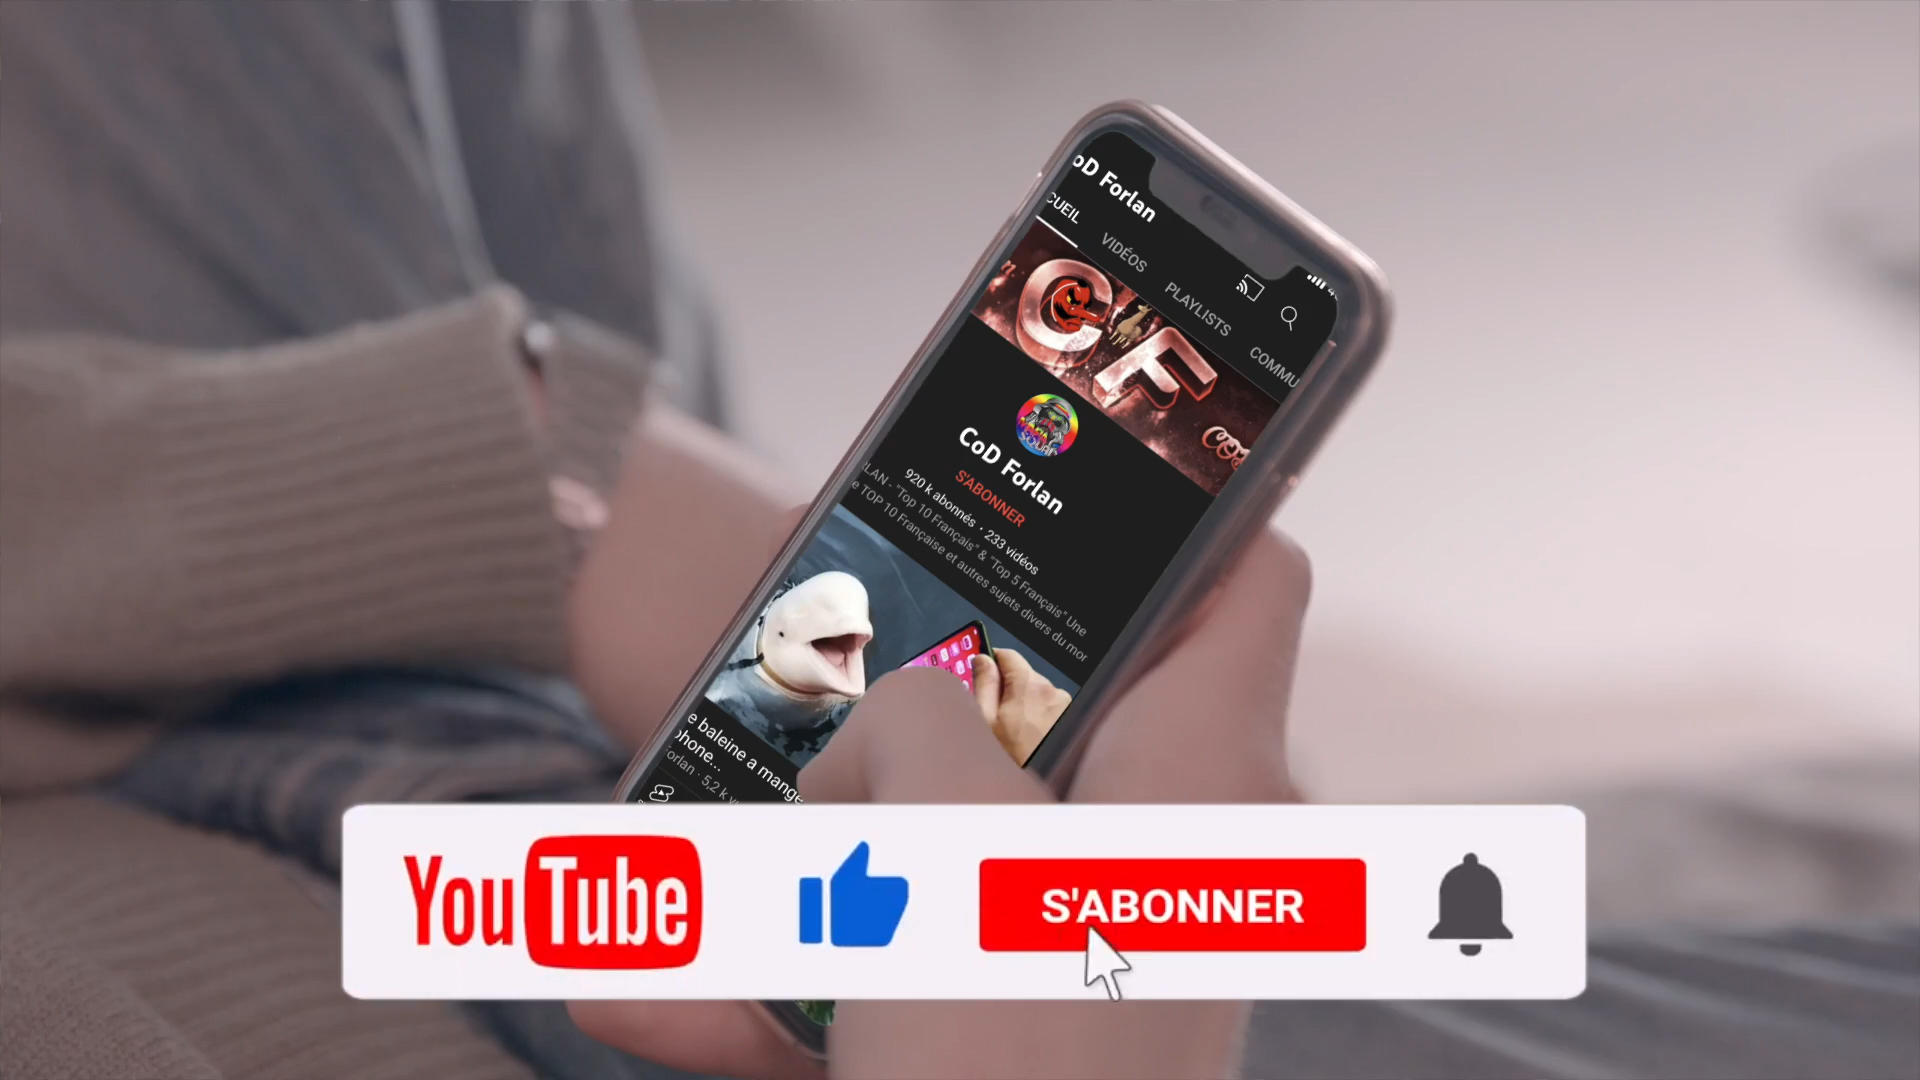 oD Forlan
CUEIL
VIDÉOS
PLAYLISTS
COMMU
CF
CoD Forlan
S'ABONNER
920 k abonnés · 233 vidéos
LAN - "Top 10 Français" & "Top 5 Français" Une
e TOP 10 Française et autres sujets divers du mor
e baleine a mangé
phone...
Forlan · 5,2 k v
YouTube
S'ABONNER